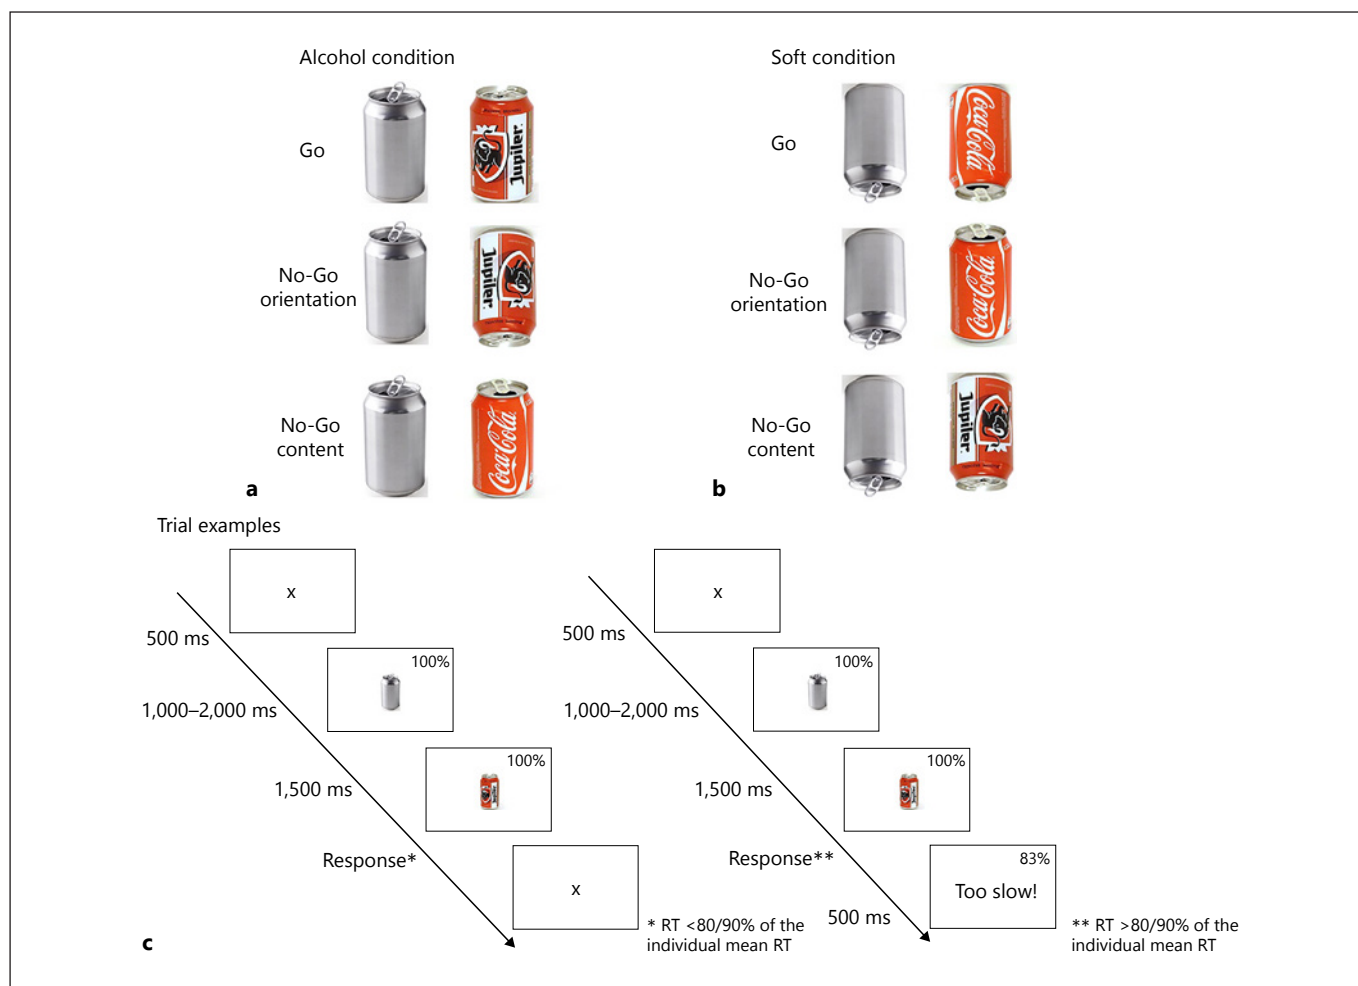 Alcohol condition
Go
Jupiler
No-Go
orientation
Jupiler
No-Go
content
Coca-Cola
a
Soft condition
Go
Coca-Cola
No-Go
orientation
Coca-Cola
No-Go
content
Jupiler
b
Trial examples
x
500 ms
100%
1,000–2,000 ms
100%
1,500 ms
Response*
x
* RT <80/90% of the
individual mean RT
x
500 ms
100%
1,000–2,000 ms
100%
1,500 ms
Response**
83%
Too slow!
500 ms
** RT >80/90% of the
individual mean RT
c